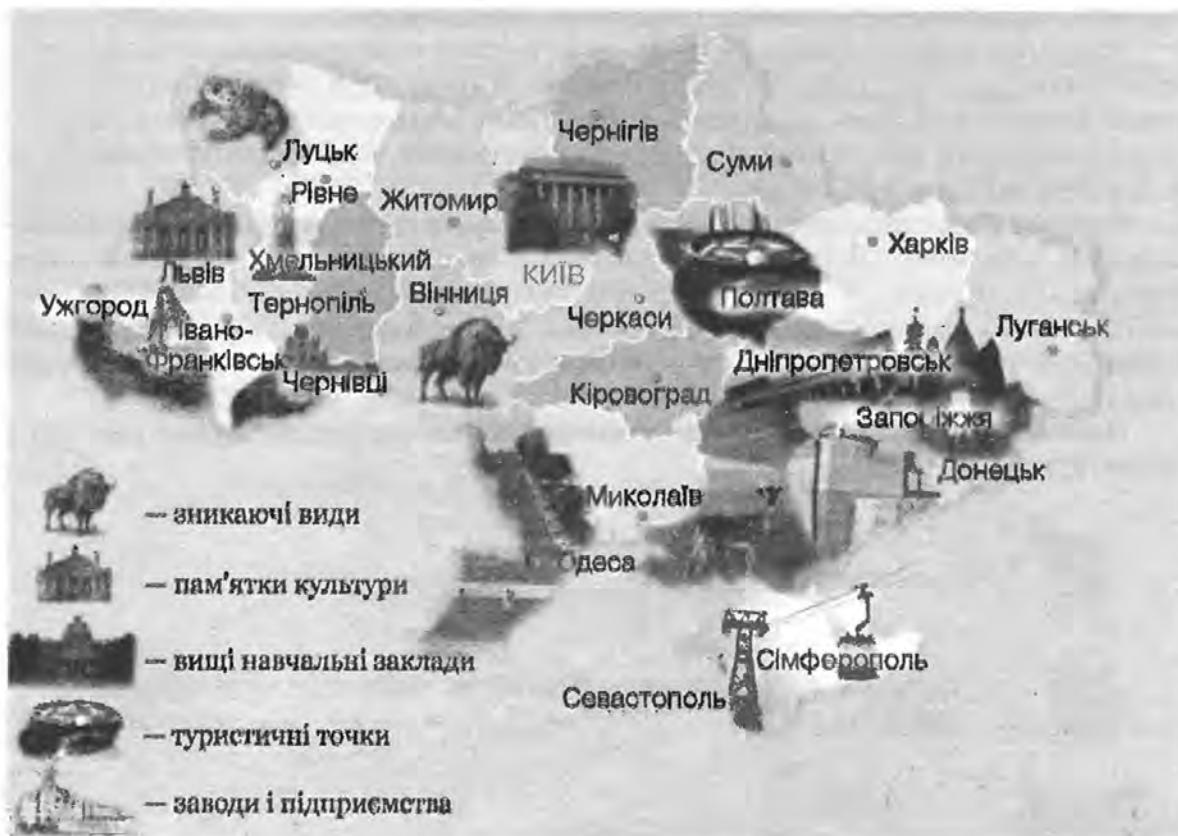 Чернігів
Луцьк
Суми
Рівне
Житомир
Харків
Львів
Хмельницький
КИЇВ
Ужгород
Тернопіль
Вінниця
Полтава
Івано-
Франківськ
Черкаси
Луганськ
Чернівці
Дніпропетровськ
Кіровоград
Запоріжжя
Донецьк
Миколаїв
Одеса
Сімферополь
Севастополь
— зникаючі види
— пам'ятки культури
— вищі навчальні заклади
— туристичні точки
— заводи і підприємства